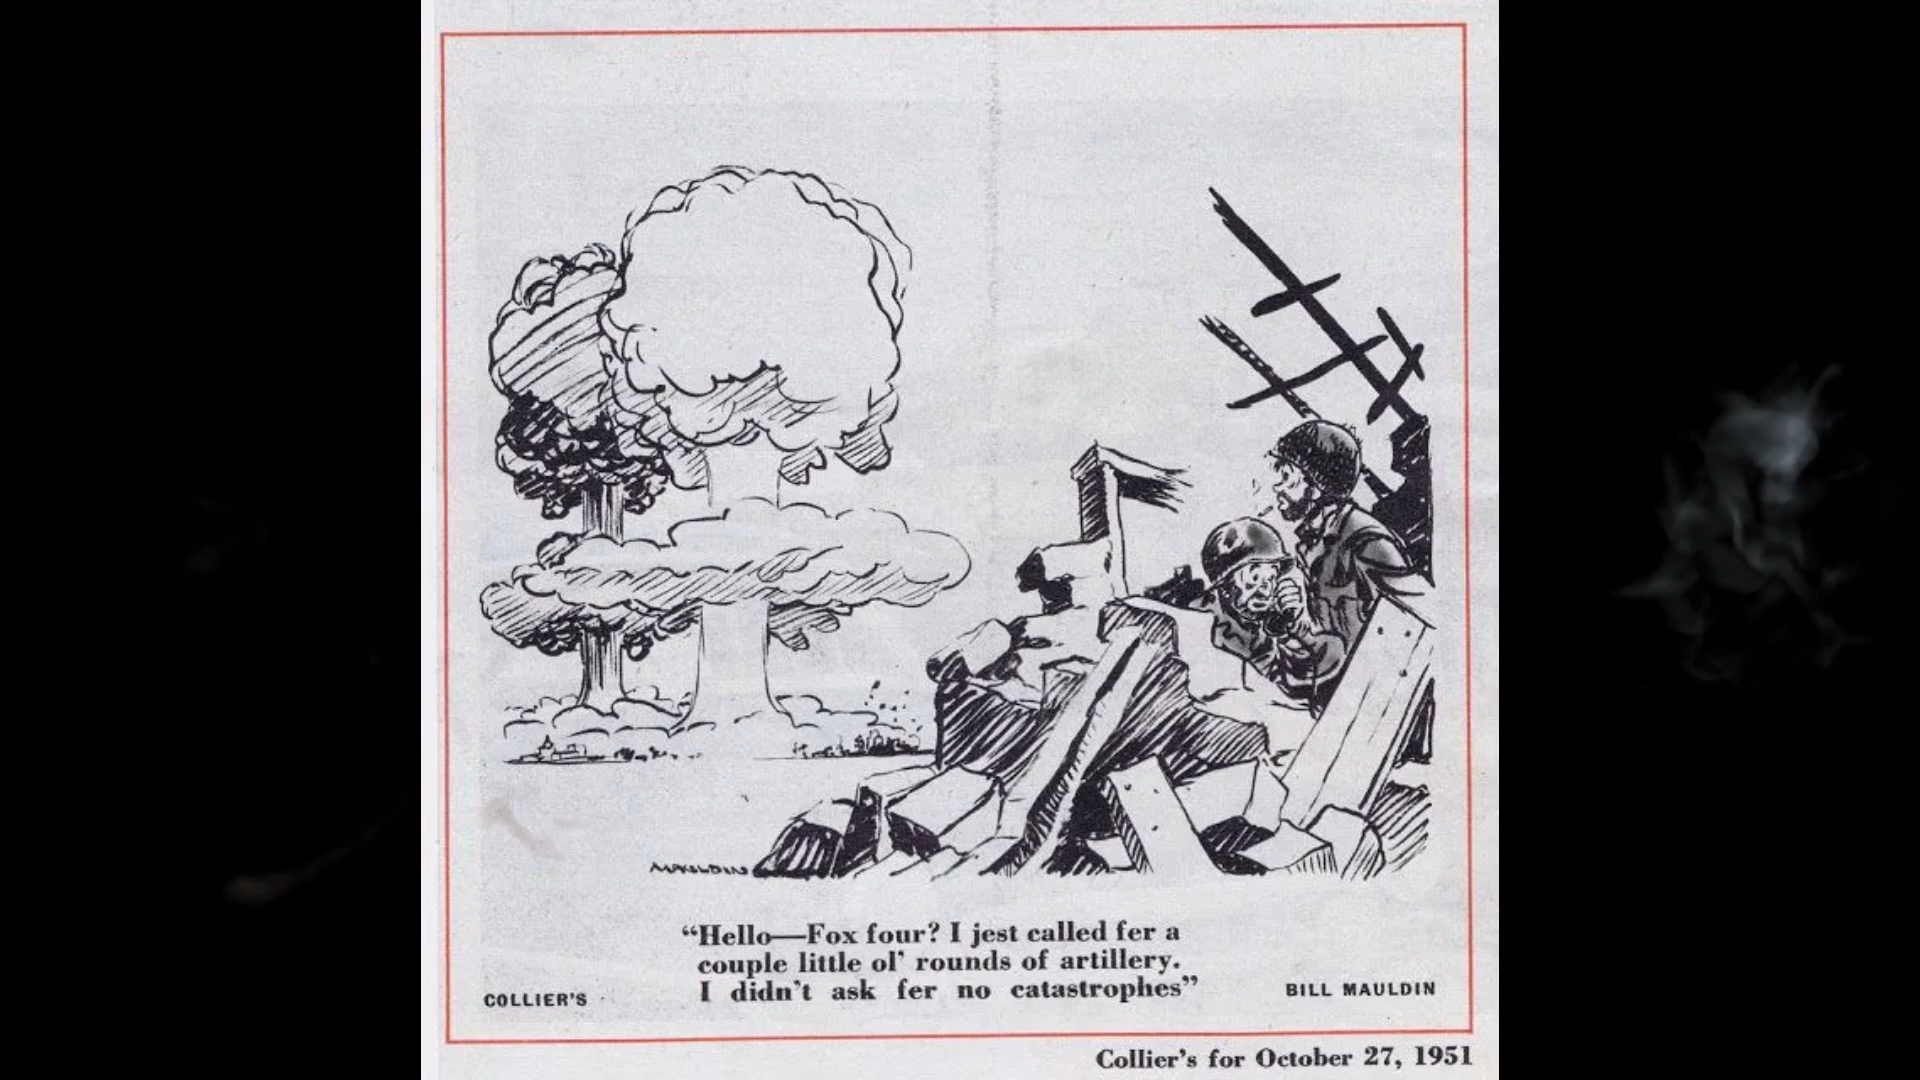 MAULDIN
“Hello—Fox four? I jest called fer a
couple little ol’ rounds of artillery.
I didn’t ask fer no catastrophes”
COLLIER'S
BILL MAULDIN
Collier’s for October 27, 1951